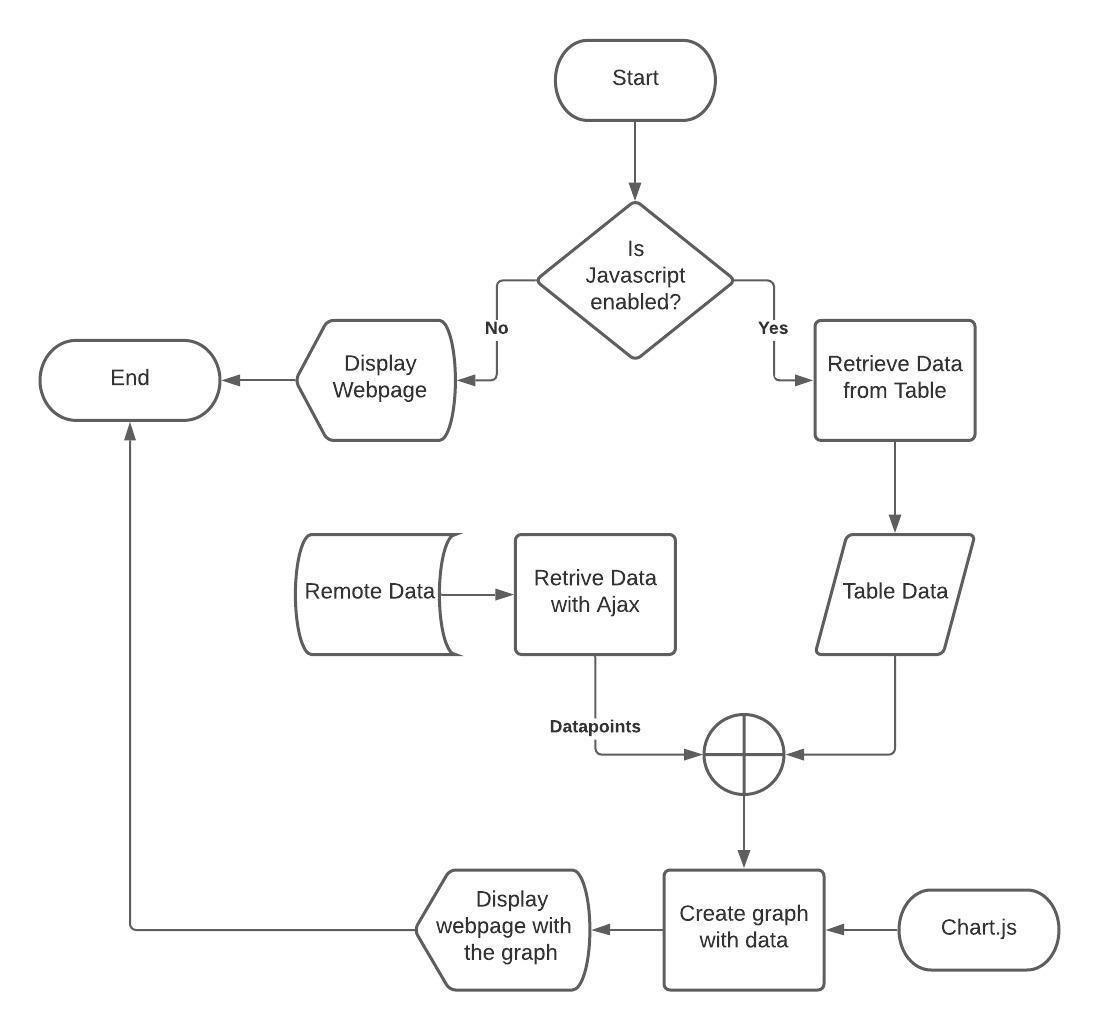 Start
Is
Javascript
enabled?
No
Yes
End
Display
Webpage
Retrieve Data
from Table
Remote Data
Retrive Data
with Ajax
Table Data
Datapoints
Display
webpage with
the graph
Create graph
with data
Chart.js